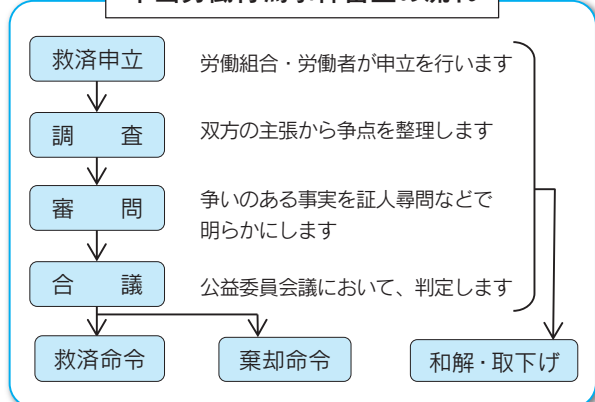 救済申立
労働組合・労働者が申立を行います
調　査
双方の主張から争点を整理します
審　問
争いのある事実を証人尋問などで
明らかにします
合　議
公益委員会議において、判定します
救済命令
棄却命令
和解・取下げ